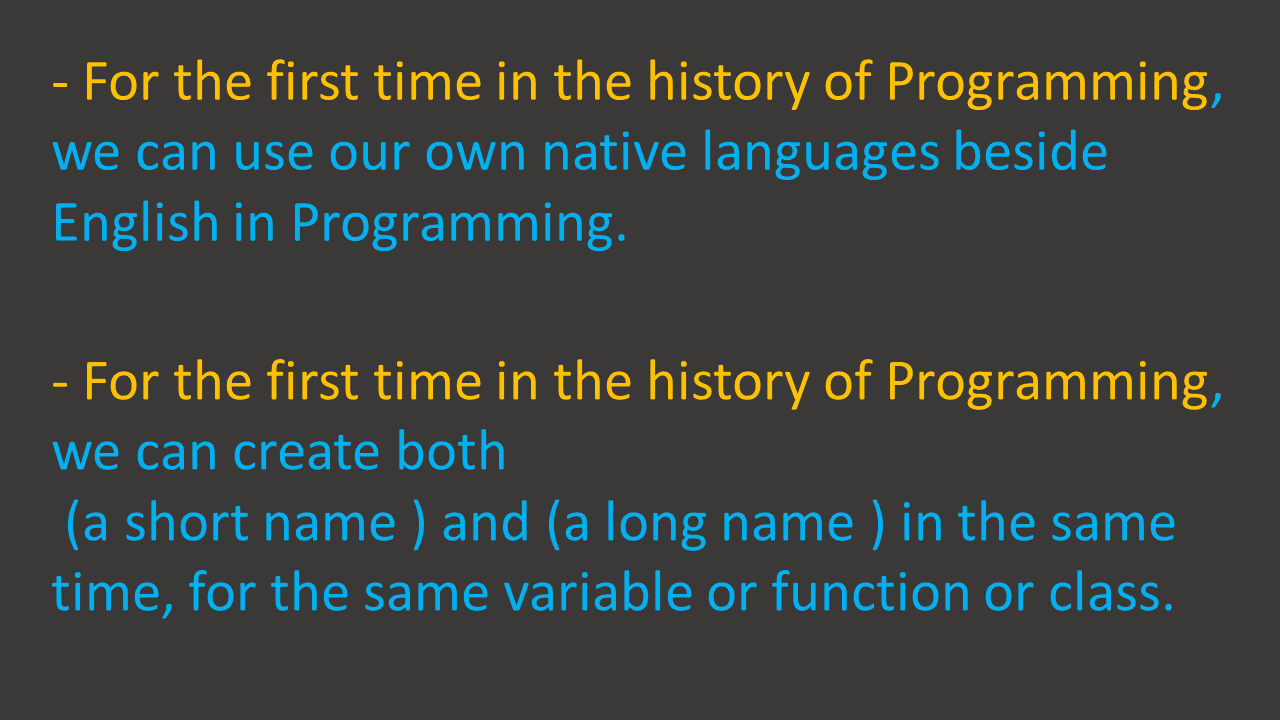 - For the first time in the history of Programming,
we can use our own native languages beside
English in Programming.
- For the first time in the history of Programming,
we can create both
(a short name ) and (a long name ) in the same
time, for the same variable or function or class.